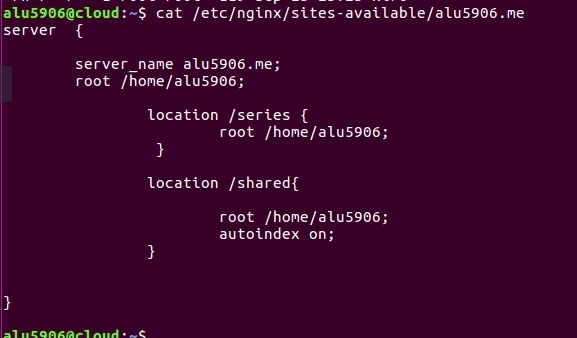 alu5906@cloud:~$ cat /etc/nginx/sites-available/alu5906.me
server  {
server_name alu5906.me;
root /home/alu5906;
location /series {
root /home/alu5906;
}
location /shared{
root /home/alu5906;
autoindex on;
}
}
alu5906@cloud:~$